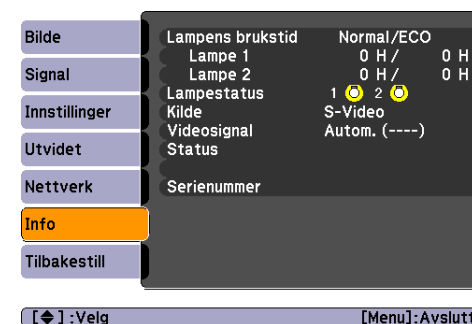 Bilde
Signal
Innstillinger
Utvidet
Nettverk
Info
Tilbakestill
Lampens brukstid Normal/ECO
Lampe 1 0 H / 0 H
Lampe 2 0 H / 0 H
Lampestatus 1 2
Kilde S-Video
Videosignal Autom. (----)
Status
Serienummer
[◆] :Velg [Menu]:Avslutt